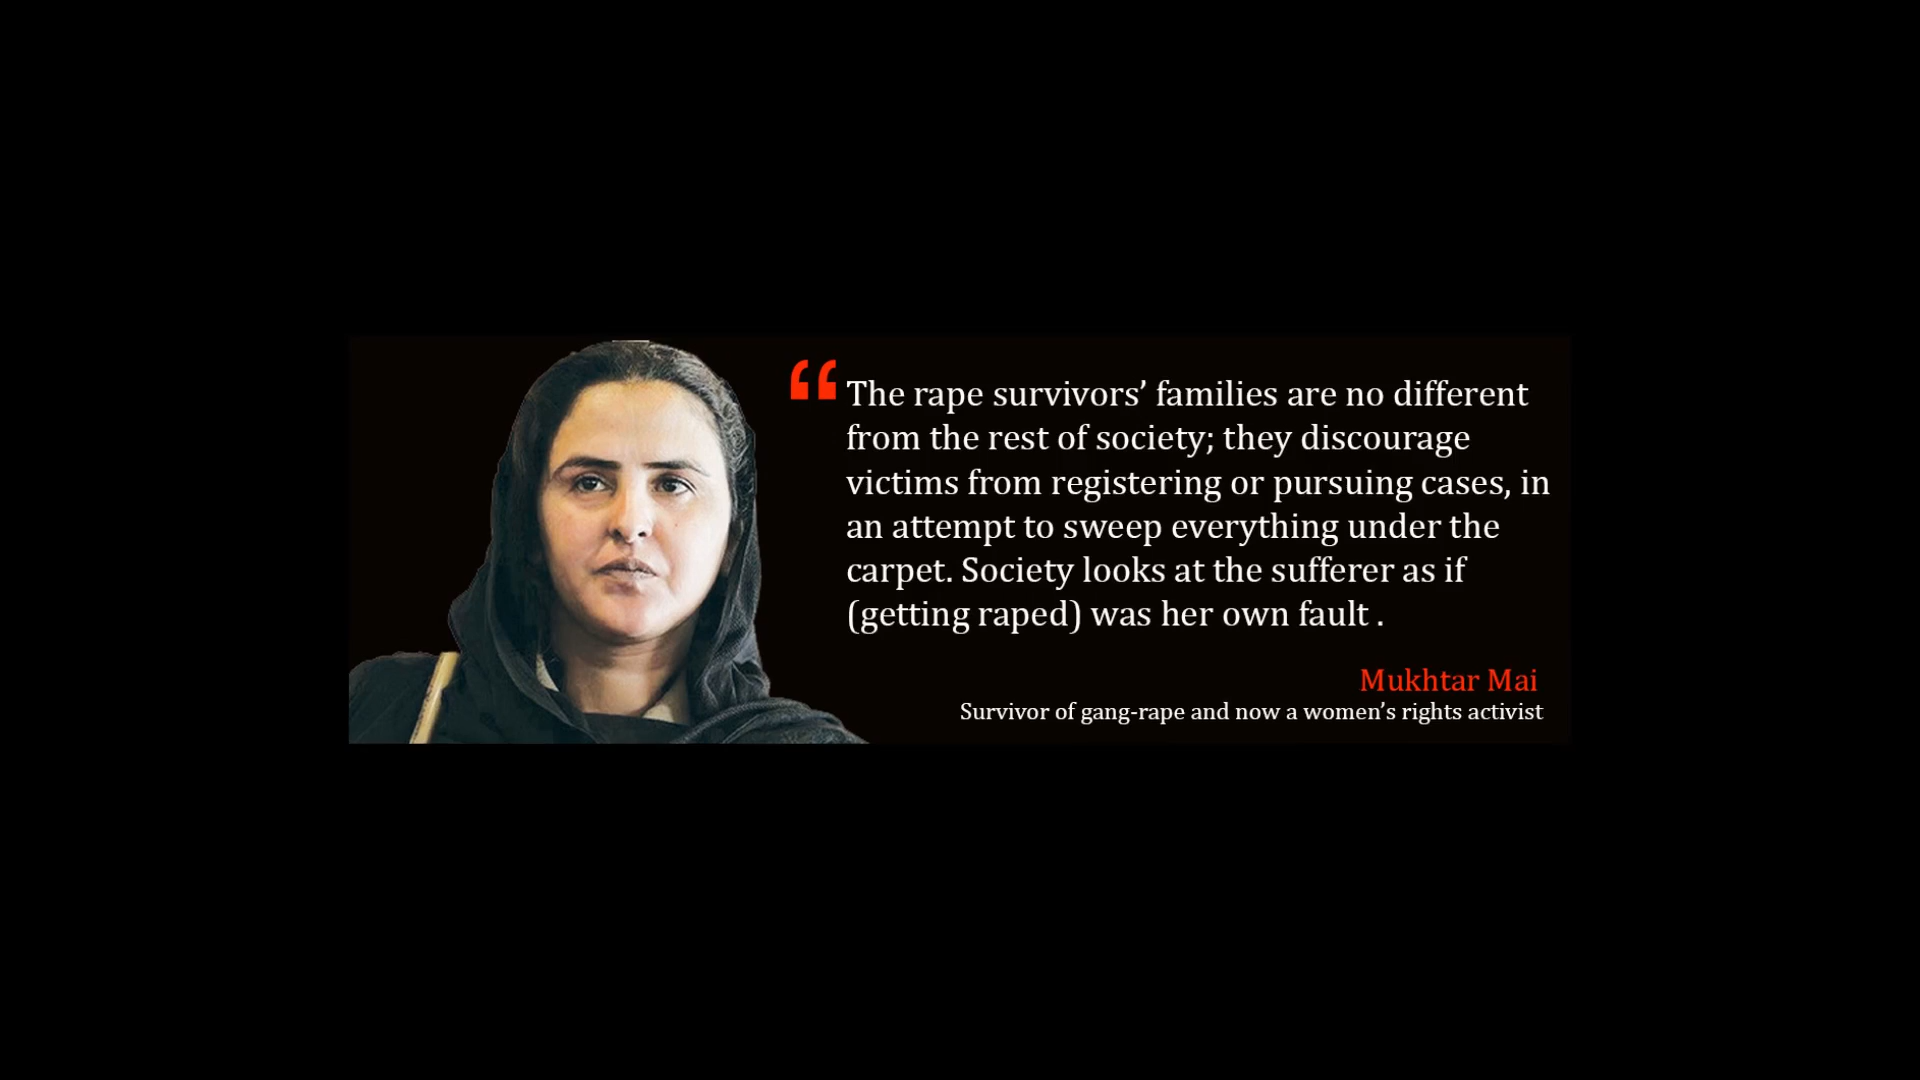 “The rape survivors’ families are no different
from the rest of society; they discourage
victims from registering or pursuing cases, in
an attempt to sweep everything under the
carpet. Society looks at the sufferer as if
(getting raped) was her own fault .
Mukhtar Mai
Survivor of gang-rape and now a women’s rights activist